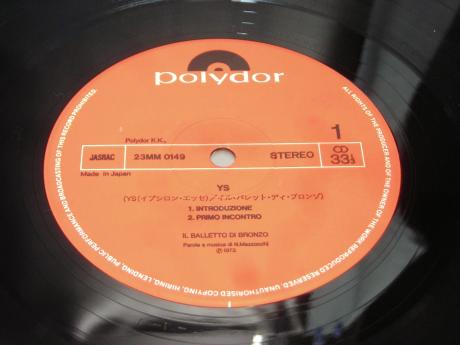 polydor
Polydor K.K.,
JASRAC
23MM 0149
STEREO
1
33⅓
Made in Japan
YS
(YS(イプシロン・エッセ)/イル・バレット・ディ・ブロンゾ)
1. INTRODUZIONE
2. PRIMO INCONTRO
IL BALLETTO DI BRONZO
Parole e musica di N.Mazzocchi
℗1973
ALL RIGHTS OF THE PRODUCER AND OF THE OWNER OF THE WORK REPRODUCED RESERVED. UNAUTHORISED COPYING, HIRING, LENDING, PUBLIC PERFORMANCE AND BROADCASTING OF THIS RECORD PROHIBITED.